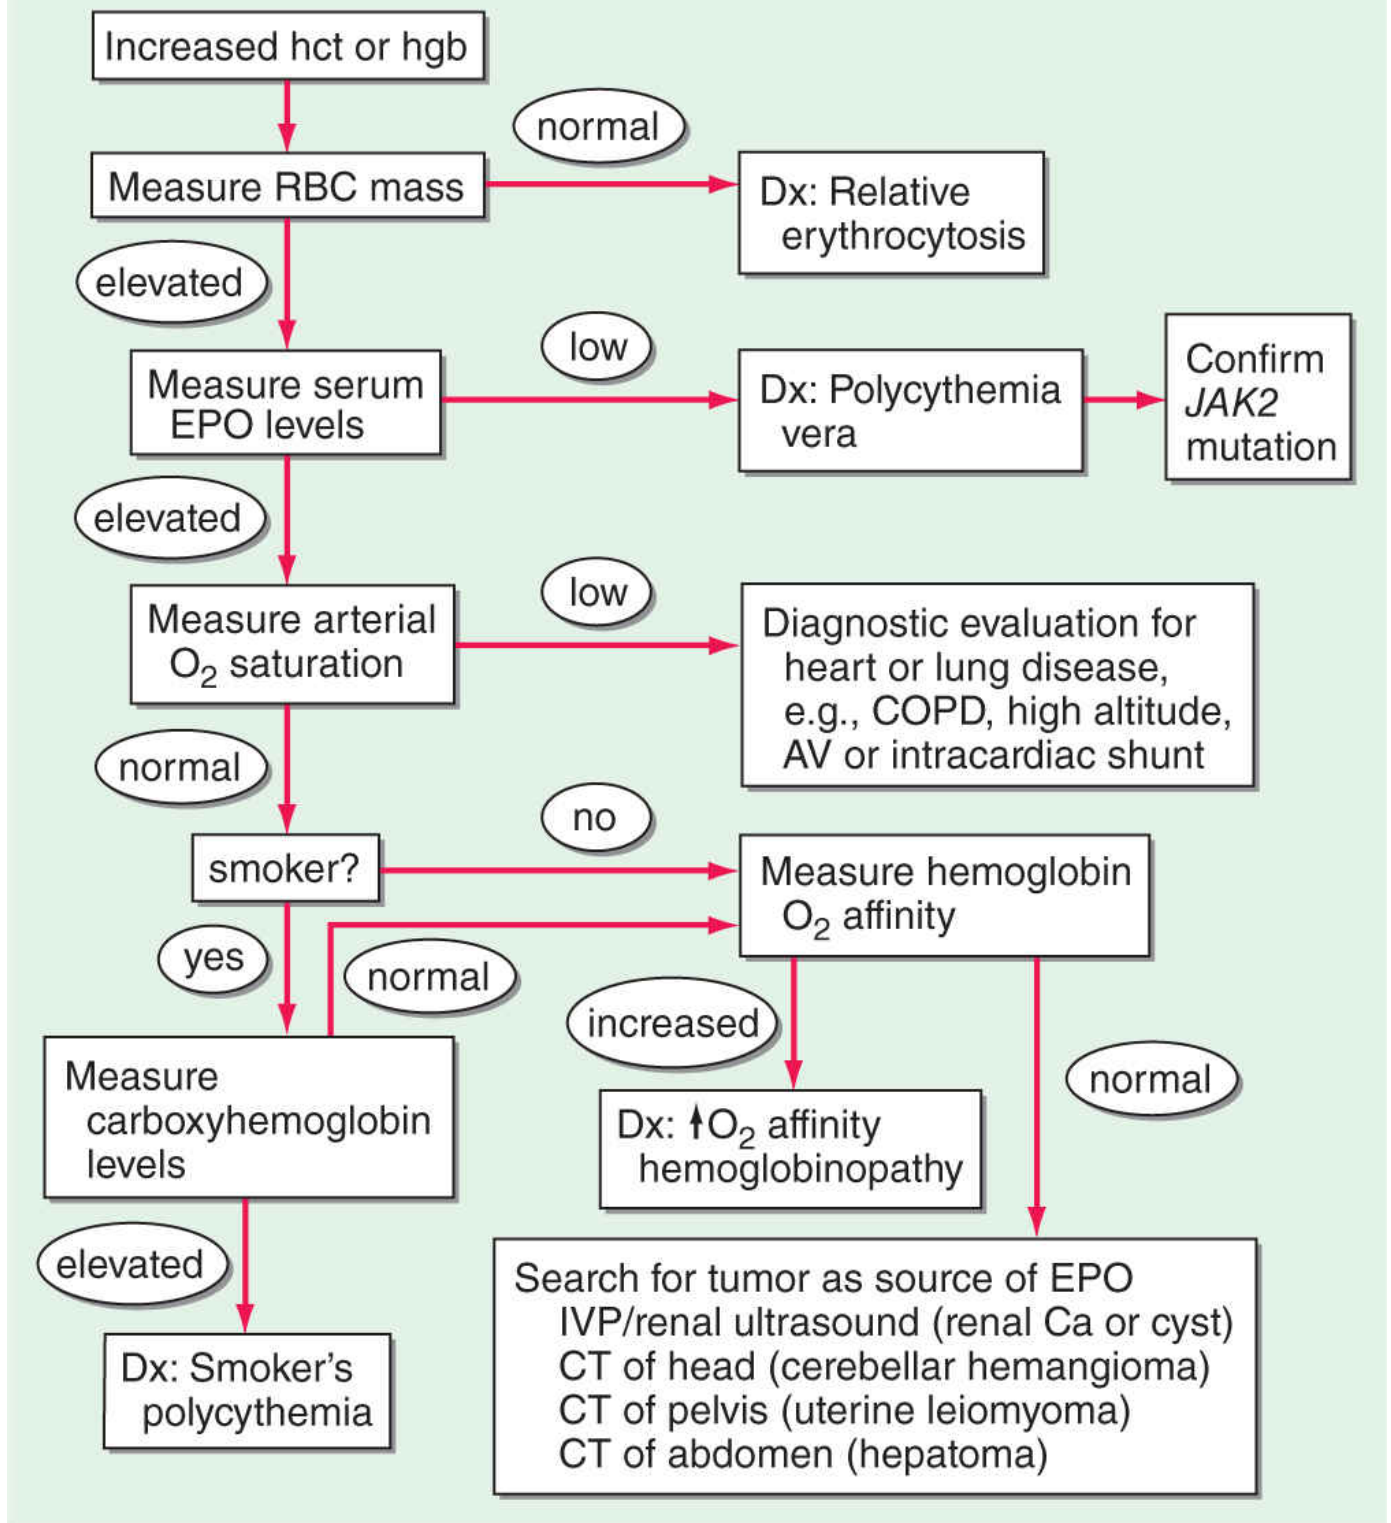 Increased hct or hgb
normal
Measure RBC mass
Dx: Relative
erythrocytosis
elevated
low
Measure serum
EPO levels
Dx: Polycythemia
vera
Confirm
JAK2
mutation
elevated
low
Measure arterial
O2 saturation
Diagnostic evaluation for
heart or lung disease,
e.g., COPD, high altitude,
AV or intracardiac shunt
normal
no
smoker?
Measure hemoglobin
O2 affinity
yes
normal
increased
normal
Measure
carboxyhemoglobin
levels
Dx: ↑O2 affinity
hemoglobinopathy
elevated
Search for tumor as source of EPO
IVP/renal ultrasound (renal Ca or cyst)
CT of head (cerebellar hemangioma)
CT of pelvis (uterine leiomyoma)
CT of abdomen (hepatoma)
Dx: Smoker’s
polycythemia